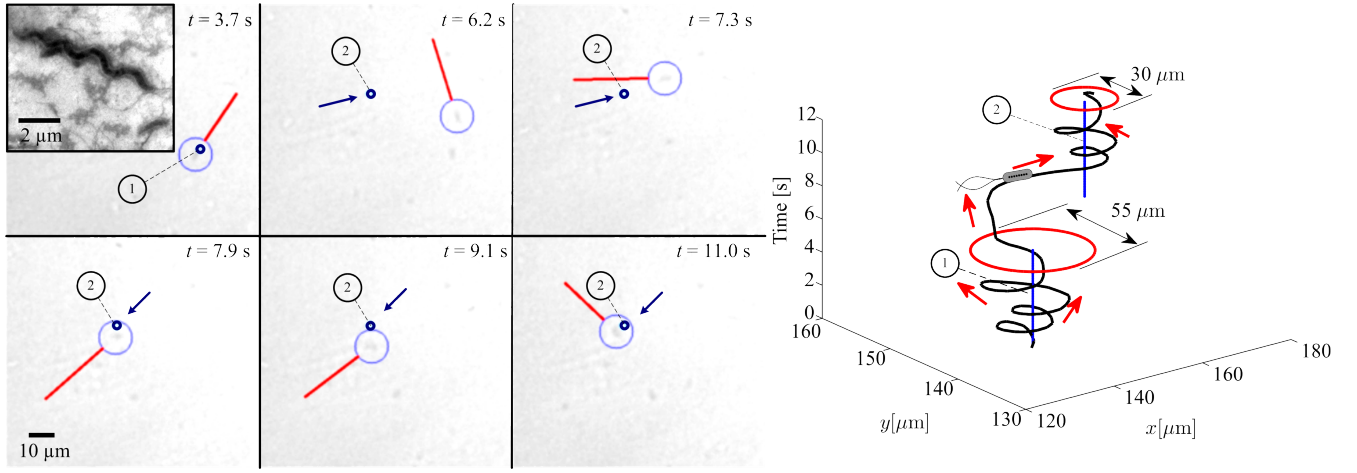 t = 3.7 s
2 µm
1
t = 6.2 s
2
t = 7.3 s
2
t = 7.9 s
2
10 µm
t = 9.1 s
2
t = 11.0 s
2
30 µm
2
12
10
8
6
4
2
0
Time [s]
55 µm
1
160
150
140
130
y[µm]
120
140
160
180
x[µm]